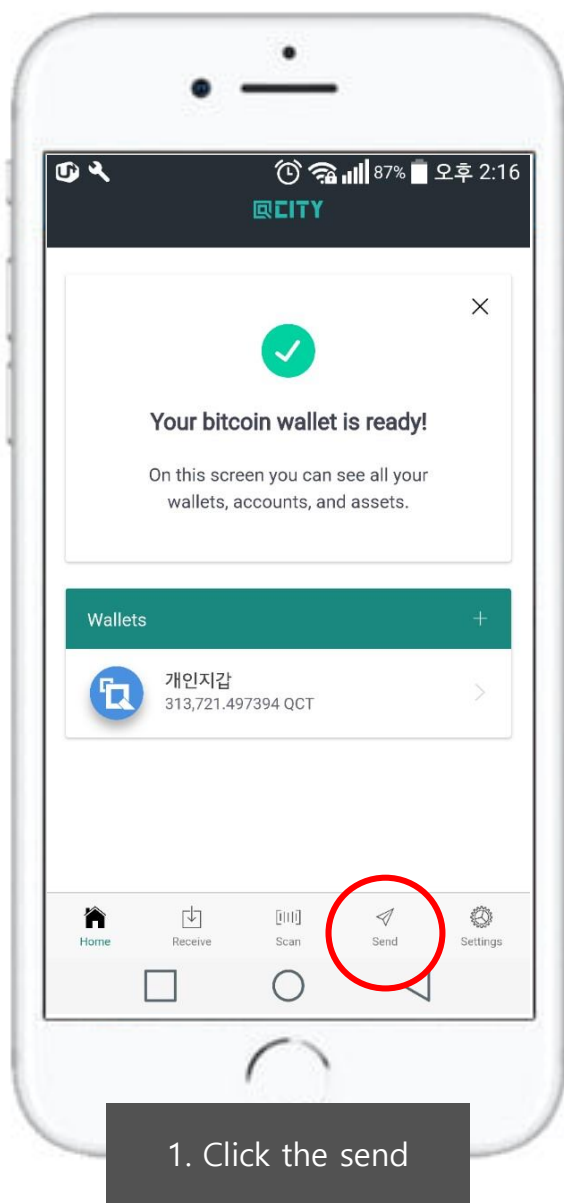 87% 오후 2:16
QCITY
Your bitcoin wallet is ready!
On this screen you can see all your
wallets, accounts, and assets.
Wallets
개인지갑
313,721.497394 QCT
Home Receive Scan Send Settings
1. Click the send